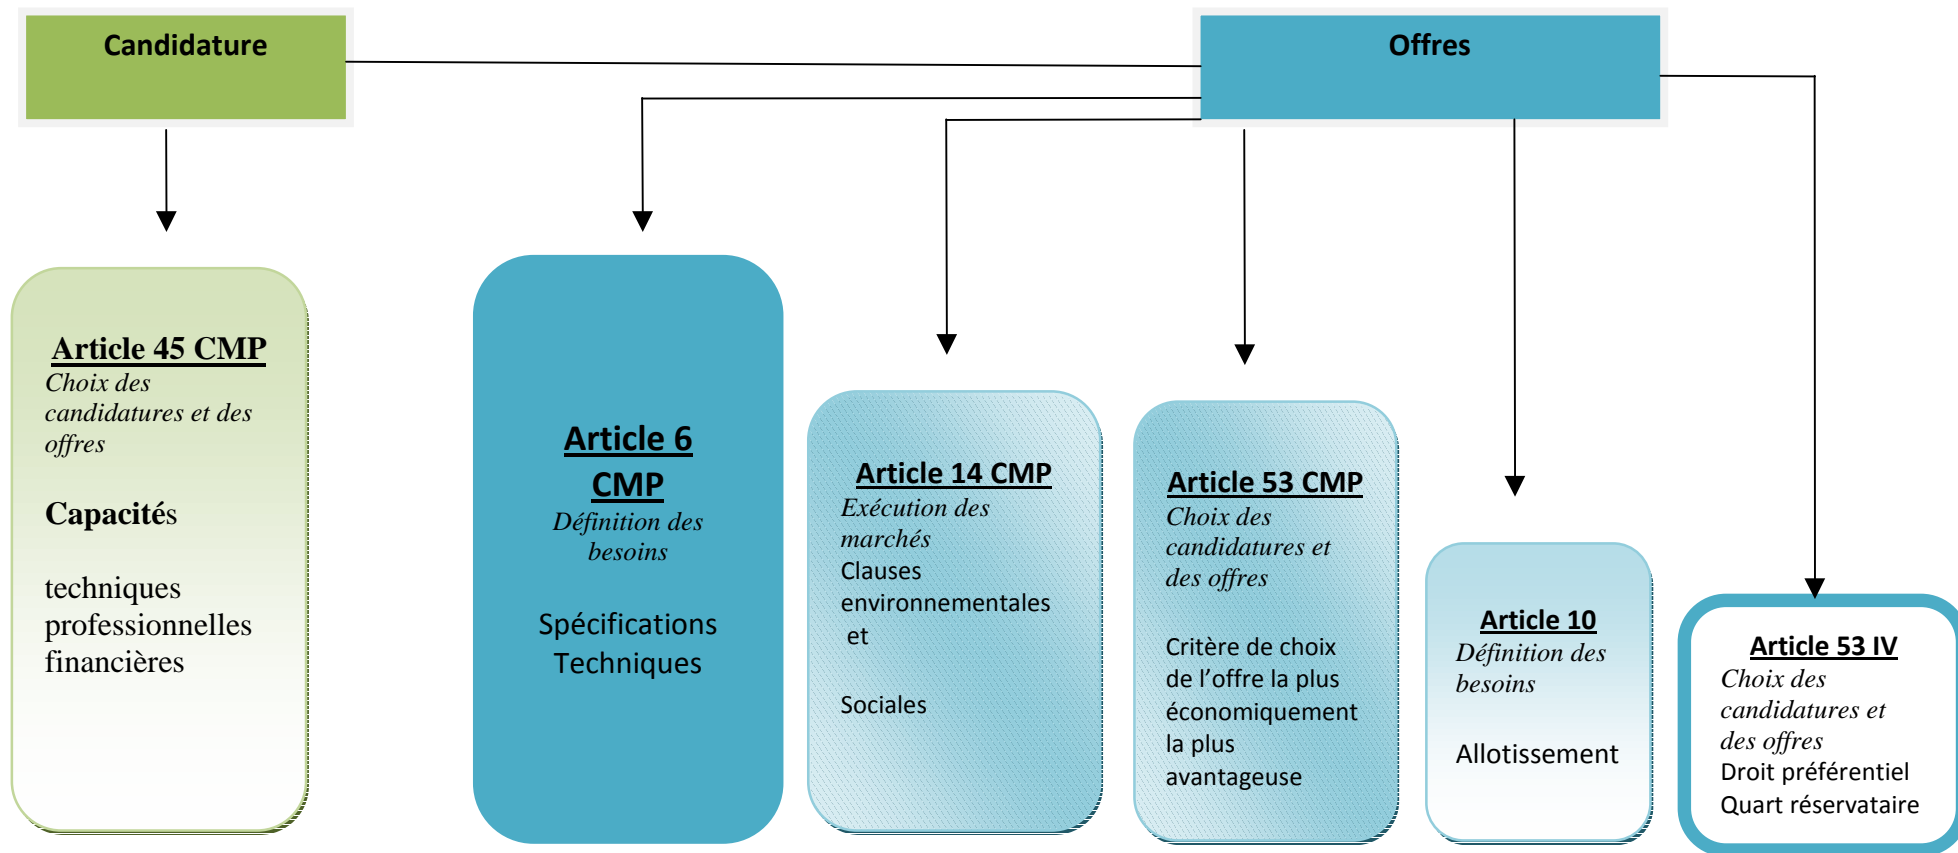 Candidature
Offres
Article 45 CMP
Choix des
candidatures et des
offres
Capacités
techniques
professionnelles
financières
Article 6
CMP
Définition des
besoins
Spécifications
Techniques
Article 14 CMP
Exécution des
marchés
Clauses
environnementales
et
Sociales
Article 53 CMP
Choix des
candidatures et
des offres
Critère de choix
de l’offre la plus
économiquement
la plus
avantageuse
Article 10
Définition des
besoins
Allotissement
Article 53 IV
Choix des
candidatures et
des offres
Droit préférentiel
Quart réservataire